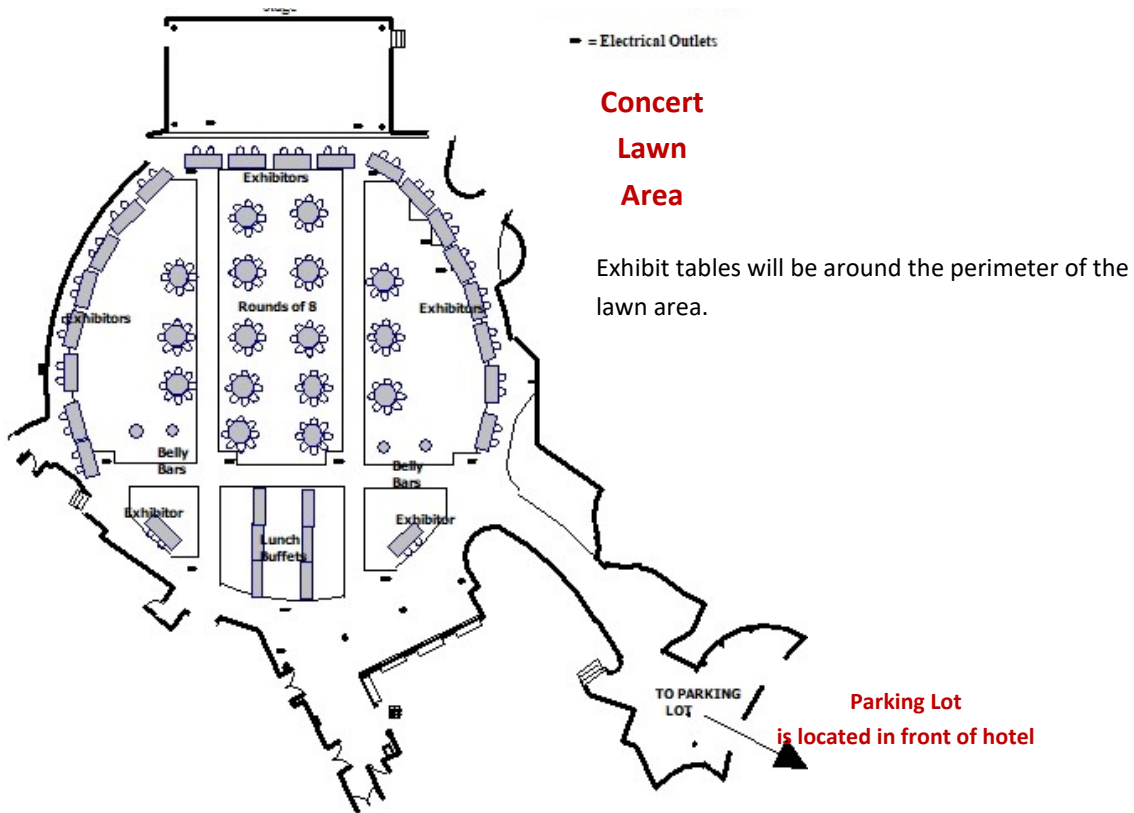 Stage
= Electrical Outlets
Concert
Lawn
Area
Exhibit tables will be around the perimeter of the
lawn area.
Exhibitors
Rounds of 8
Exhibitors
Exhibitors
Belly
Bars
Belly
Bars
Exhibitor
Exhibitor
Lunch
Buffets
TO PARKING
LOT
Parking Lot
is located in front of hotel